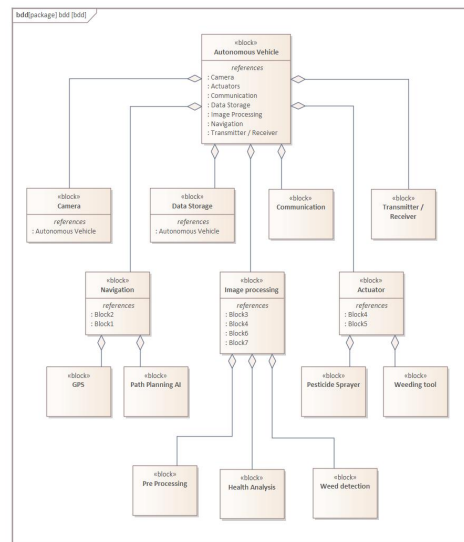 bdd[package] bdd [bdd]
«block»
Autonomous Vehicle
references
: Camera
: Actuators
: Communication
: Data Storage
: Image Processing
: Navigation
: Transmitter / Receiver
«block»
Camera
references
: Autonomous Vehicle
«block»
Data Storage
references
: Autonomous Vehicle
«block»
Communication
«block»
Transmitter /
Receiver
«block»
Navigation
references
: Block2
: Block1
«block»
Image processing
references
: Block3
: Block4
: Block6
: Block7
«block»
Actuator
references
: Block4
: Block5
«block»
GPS
«block»
Path Planning AI
«block»
Pesticide Sprayer
«block»
Weeding tool
«block»
Pre Processing
«block»
Health Analysis
«block»
Weed detection